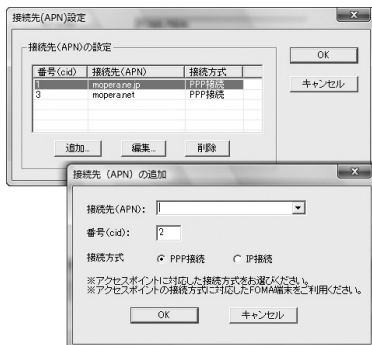 接続先(APN)設定
接続先(APN)の設定
番号(cid) 接続先(APN) 接続方式
1 mopera.ne.jp PPP接続
3 mopera.net PPP接続
追加... 編集... 削除
OK
キャンセル
接続先（APN）の追加
接続先(APN):
番号(cid): 2
接続方式 PPP接続 IP接続
※アクセスポイントに対応した接続方式をお選びください。
※アクセスポイントの接続方式に対応したFOMA端末をご利用ください。
OK キャンセル